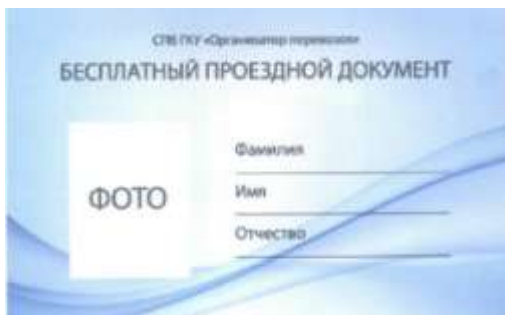 СПБ ГКУ «Организатор перевозок»
БЕСПЛАТНЫЙ ПРОЕЗДНОЙ ДОКУМЕНТ
ФОТО
Фамилия
Имя
Отчество